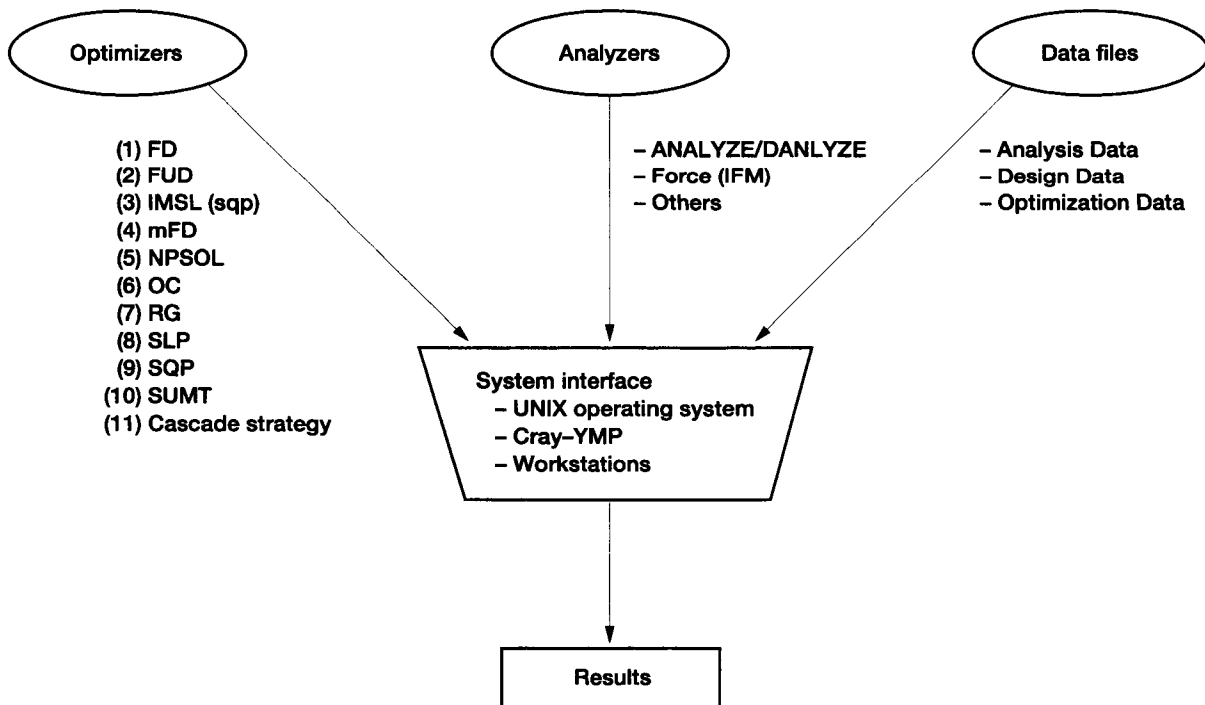 Optimizers
Analyzers
Data files
(1) FD
(2) FUD
(3) IMSL (sqp)
(4) mFD
(5) NPSOL
(6) OC
(7) RG
(8) SLP
(9) SQP
(10) SUMT
(11) Cascade strategy
– ANALYZE/DANLYZE
– Force (IFM)
– Others
– Analysis Data
– Design Data
– Optimization Data
System interface
– UNIX operating system
– Cray–YMP
– Workstations
Results